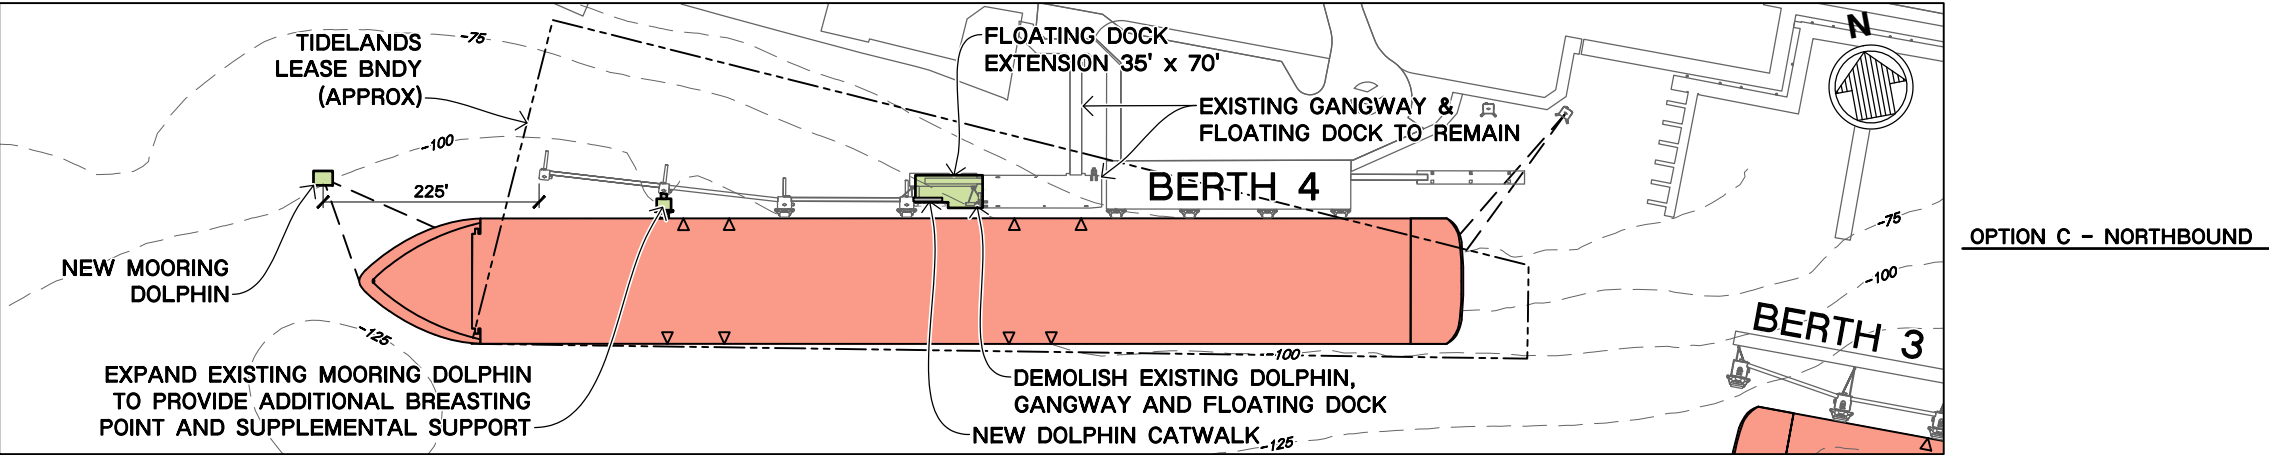 TIDELANDS
LEASE BNDY
(APPROX)
-75
FLOATING DOCK
EXTENSION 35' x 70'
N
EXISTING GANGWAY &
FLOATING DOCK TO REMAIN
-100
225'
BERTH 4
-75
OPTION C - NORTHBOUND
NEW MOORING
DOLPHIN
-100
-125
BERTH 3
-100
EXPAND EXISTING MOORING DOLPHIN
TO PROVIDE ADDITIONAL BREASTING
POINT AND SUPPLEMENTAL SUPPORT
DEMOLISH EXISTING DOLPHIN,
GANGWAY AND FLOATING DOCK
NEW DOLPHIN CATWALK
-125